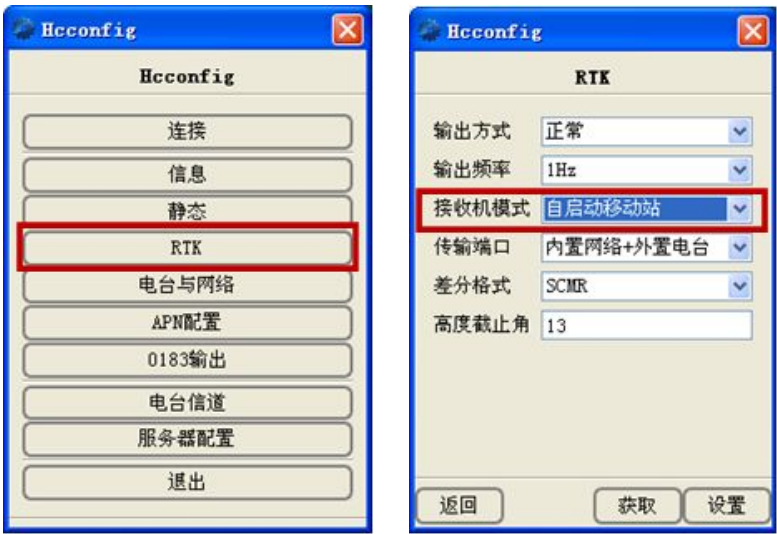 Hcconfig
Hcconfig
连接
信息
静态
RTK
电台与网络
APN配置
0183输出
电台信道
服务器配置
退出
Hcconfig
RTK
输出方式 正常
输出频率 1Hz
接收机模式 自启动移动站
传输端口 内置网络+外置电台
差分格式 SCMR
高度截止角 13
返回 获取 设置